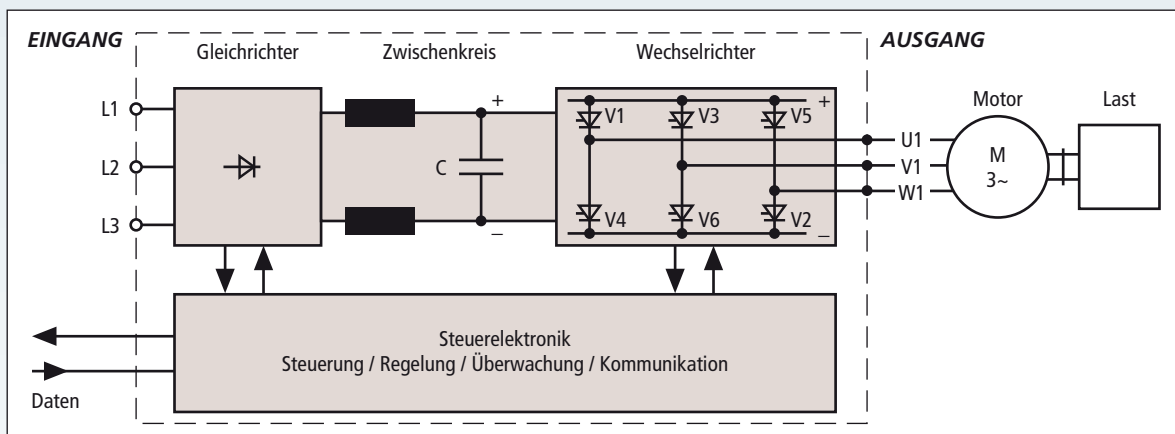 EINGANG
Gleichrichter
Zwischenkreis
Wechselrichter
AUSGANG
L1
L2
L3
+
C
–
V1
V3
V5
+
V4
V6
V2
–
U1
V1
W1
Motor
M
3~
Last
Steuerelektronik
Steuerung / Regelung / Überwachung / Kommunikation
Daten